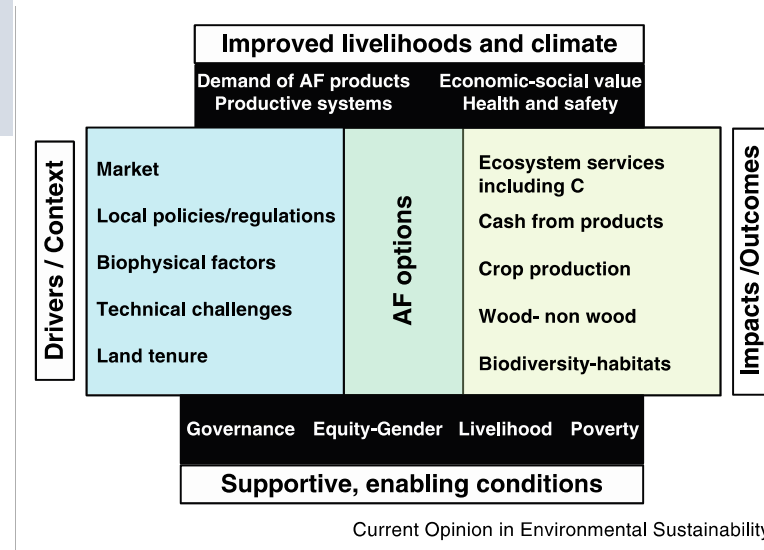 Improved livelihoods and climate
Demand of AF products
Productive systems
Economic-social value
Health and safety
Drivers / Context
Market
Local policies/regulations
Biophysical factors
Technical challenges
Land tenure
AF options
Ecosystem services
including C
Cash from products
Crop production
Wood- non wood
Biodiversity-habitats
Impacts /Outcomes
Governance Equity-Gender Livelihood Poverty
Supportive, enabling conditions
Current Opinion in Environmental Sustainability